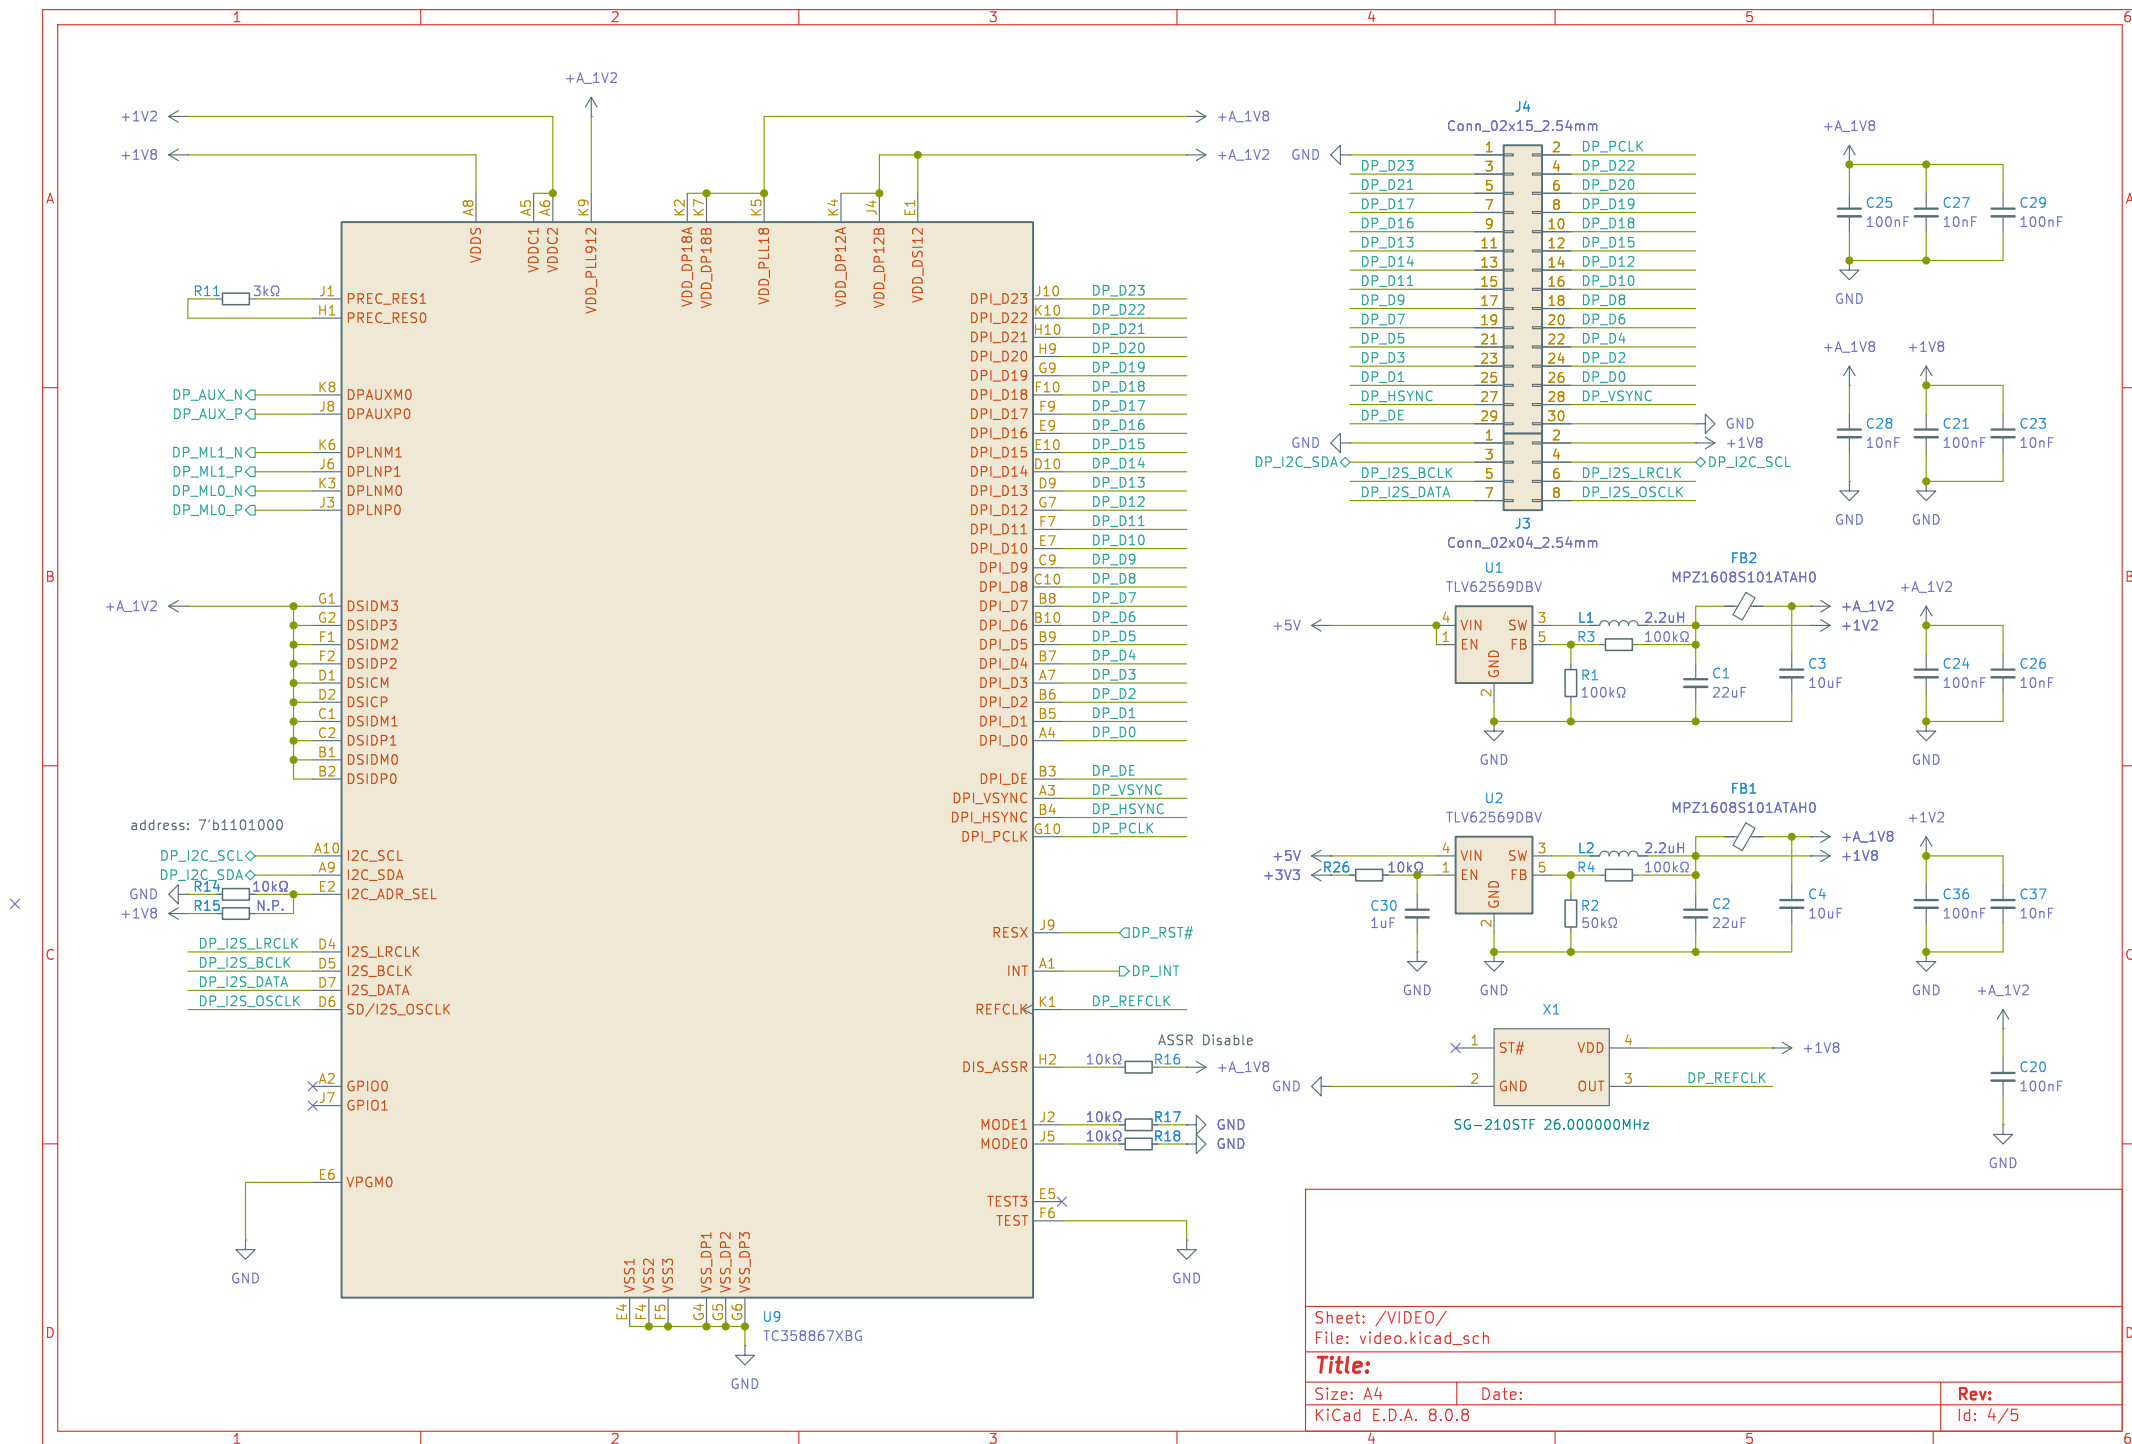 1 2 3 4 5 6
A
B
C
D
+A_1V2
+1V2
+1V8
+A_1V8
+A_1V2
A8 A5 A6 K9 K2 K7 K5 K4 J4 E1
VDDS VDDC1 VDDC2 VDD_PLL912 VDD_DP18A VDD_DP18B VDD_PLL18 VDD_DP12A VDD_DP12B VDD_DSI12
R11 3kΩ J1 PREC_RES1
H1 PREC_RES0
DP_AUX_N K8 DPAUXM0
DP_AUX_P J8 DPAUXP0
DP_ML1_N K6 DPLNM1
DP_ML1_P J6 DPLNP1
DP_ML0_N K3 DPLNM0
DP_ML0_P J3 DPLNP0
+A_1V2 G1 DSIDM3
G2 DSIDP3
F1 DSIDM2
F2 DSIDP2
D1 DSICM
D2 DSICP
C1 DSIDM1
C2 DSIDP1
B1 DSIDM0
B2 DSIDP0
address: 7'b1101000
DP_I2C_SCL A10 I2C_SCL
DP_I2C_SDA A9 I2C_SDA
GND R14 10kΩ E2 I2C_ADR_SEL
+1V8 R15 N.P.
DP_I2S_LRCLK D4 I2S_LRCLK
DP_I2S_BCLK D5 I2S_BCLK
DP_I2S_DATA D7 I2S_DATA
DP_I2S_OSCLK D6 SD/I2S_OSCLK
A2 GPIO0
J7 GPIO1
E6 VPGM0
GND
DPI_D23 J10 DP_D23
DPI_D22 K10 DP_D22
DPI_D21 H10 DP_D21
DPI_D20 H9 DP_D20
DPI_D19 G9 DP_D19
DPI_D18 F10 DP_D18
DPI_D17 F9 DP_D17
DPI_D16 E9 DP_D16
DPI_D15 E10 DP_D15
DPI_D14 D10 DP_D14
DPI_D13 D9 DP_D13
DPI_D12 G7 DP_D12
DPI_D11 F7 DP_D11
DPI_D10 E7 DP_D10
DPI_D9 C9 DP_D9
DPI_D8 C10 DP_D8
DPI_D7 B8 DP_D7
DPI_D6 B10 DP_D6
DPI_D5 B9 DP_D5
DPI_D4 B7 DP_D4
DPI_D3 A7 DP_D3
DPI_D2 B6 DP_D2
DPI_D1 B5 DP_D1
DPI_D0 A4 DP_D0
DPI_DE B3 DP_DE
DPI_VSYNC A3 DP_VSYNC
DPI_HSYNC B4 DP_HSYNC
DPI_PCLK G10 DP_PCLK
RESX J9 DP_RST#
INT A1 DP_INT
REFCLK K1 DP_REFCLK
ASSR Disable
DIS_ASSR H2 10kΩ R16 +A_1V8
MODE1 J2 10kΩ R17 GND
MODE0 J5 10kΩ R18 GND
TEST3 E5
TEST F6
GND
VSS1 VSS2 VSS3 VSS_DP1 VSS_DP2 VSS_DP3
E4 F4 F5 G4 G5 G6
U9
TC358867XBG
GND
J4
Conn_02x15_2.54mm
GND 1 2 DP_PCLK
DP_D23 3 4 DP_D22
DP_D21 5 6 DP_D20
DP_D17 7 8 DP_D19
DP_D16 9 10 DP_D18
DP_D13 11 12 DP_D15
DP_D14 13 14 DP_D12
DP_D11 15 16 DP_D10
DP_D9 17 18 DP_D8
DP_D7 19 20 DP_D6
DP_D5 21 22 DP_D4
DP_D3 23 24 DP_D2
DP_D1 25 26 DP_D0
DP_HSYNC 27 28 DP_VSYNC
DP_DE 29 30 GND
GND 1 2 +1V8
DP_I2C_SDA 3 4 DP_I2C_SCL
DP_I2S_BCLK 5 6 DP_I2S_LRCLK
DP_I2S_DATA 7 8 DP_I2S_OSCLK
J3
Conn_02x04_2.54mm
+A_1V8
C25 C27 C29
100nF 10nF 100nF
GND
+A_1V8 +1V8
C28 C21 C23
10nF 100nF 10nF
GND GND
U1
TLV62569DBV
FB2
MPZ1608S101ATAH0
+A_1V2
+5V 4 VIN SW 3 L1 2.2uH +1V2
1 EN FB 5 R3 100kΩ
GND
2
R1
100kΩ
C1
22uF
C3
10uF
GND
+A_1V2
C24 C26
100nF 10nF
GND
U2
TLV62569DBV
FB1
MPZ1608S101ATAH0
+A_1V8
+5V 4 VIN SW 3 L2 2.2uH +1V8
+3V3 R26 10kΩ 1 EN FB 5 R4 100kΩ
GND
2
C30
1uF
R2
50kΩ
C2
22uF
C4
10uF
GND GND
+1V2
C36 C37
100nF 10nF
GND
X1
1 ST# VDD 4 +1V8
GND 2 GND OUT 3 DP_REFCLK
SG-210STF 26.000000MHz
+A_1V2
C20
100nF
GND
Sheet: /VIDEO/
File: video.kicad_sch
Title:
Size: A4 Date: Rev:
KiCad E.D.A. 8.0.8 Id: 4/5
A
B
C
D
1 2 3 4 5 6